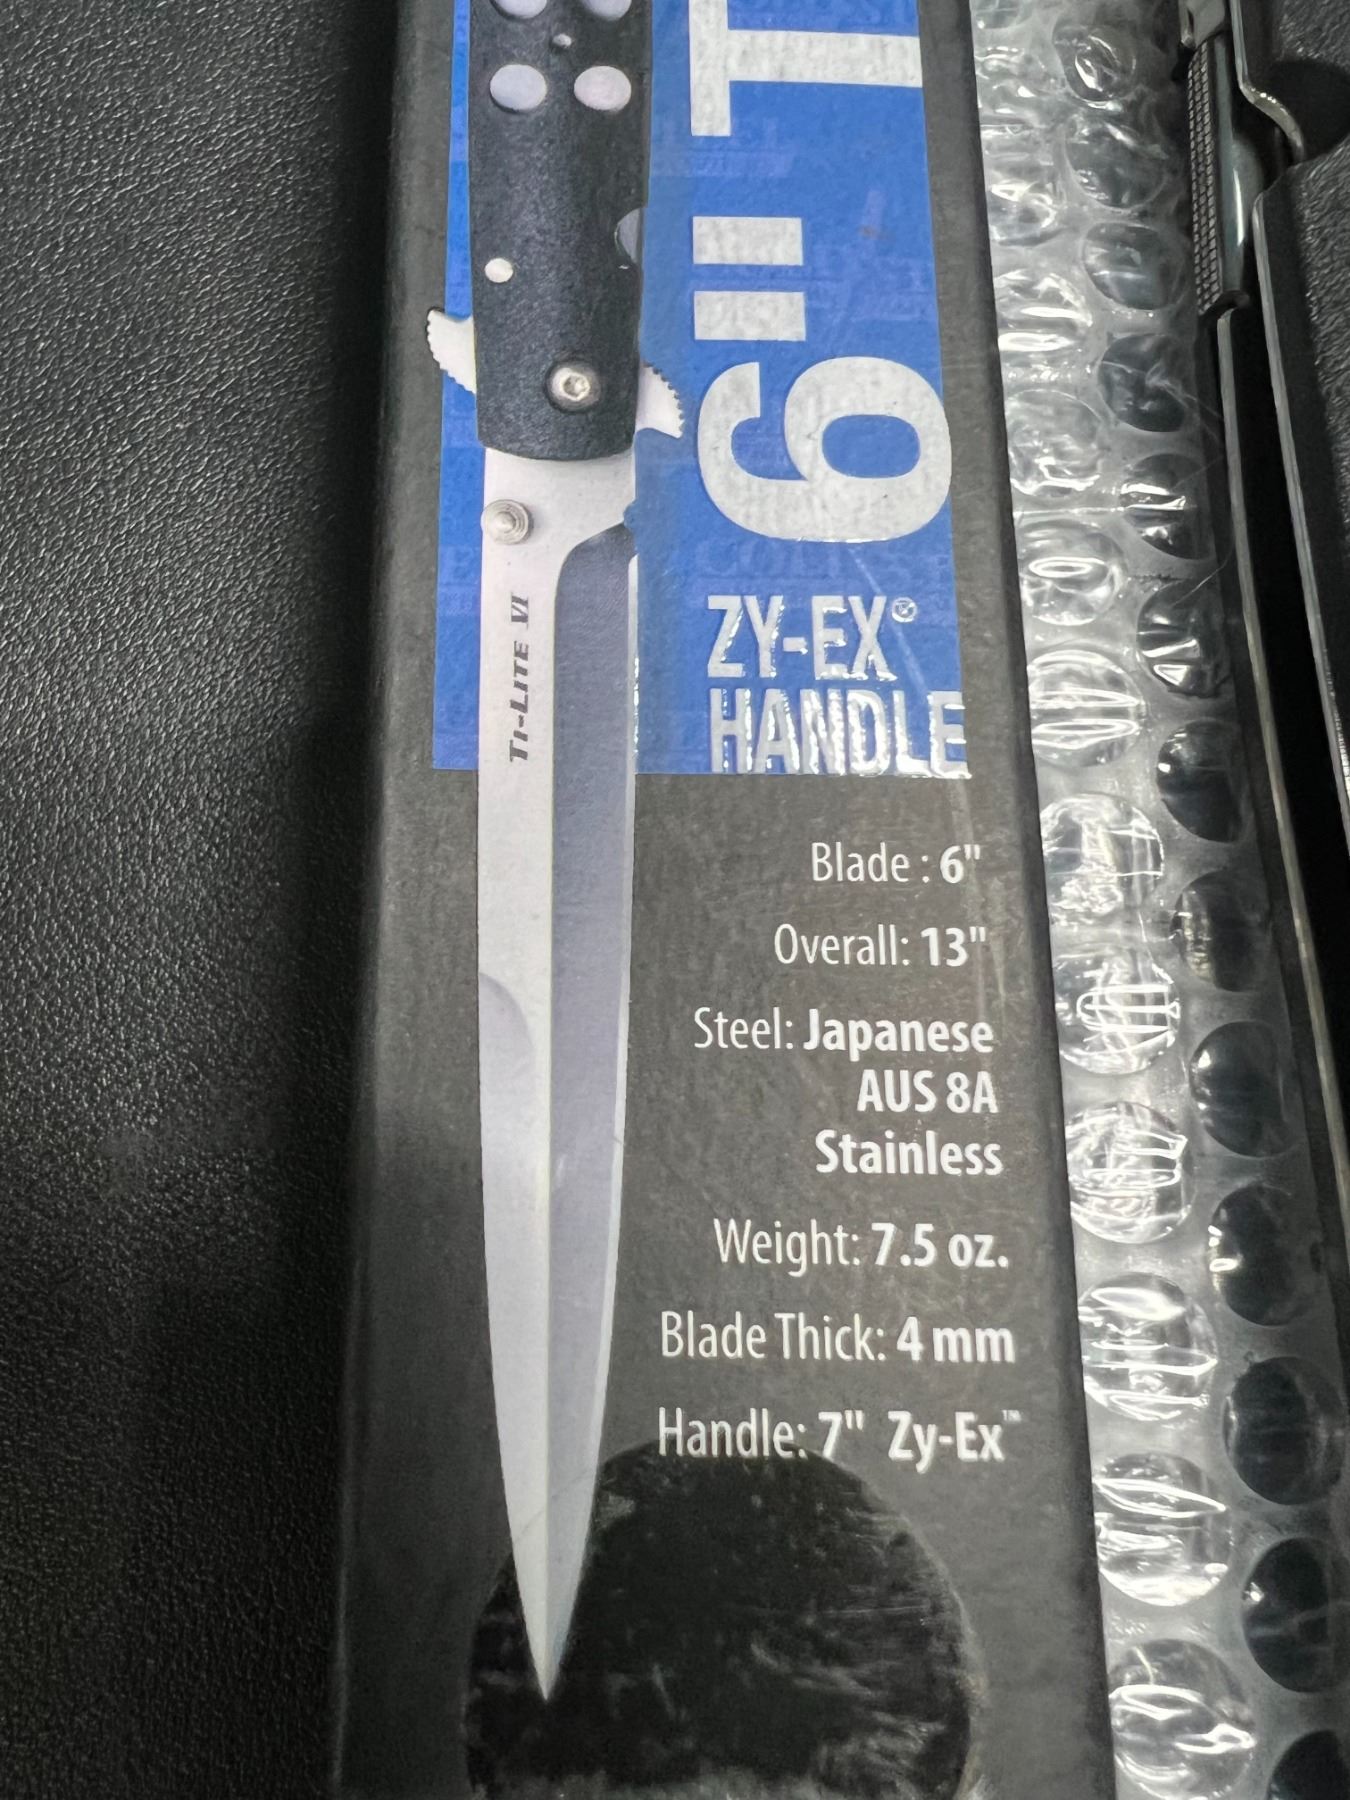 6" T
ZY-EX®
HANDLE
TI-LITE VI
Blade : 6"
Overall: 13"
Steel: Japanese
AUS 8A
Stainless
Weight: 7.5 oz.
Blade Thick: 4 mm
Handle: 7" Zy-Ex™